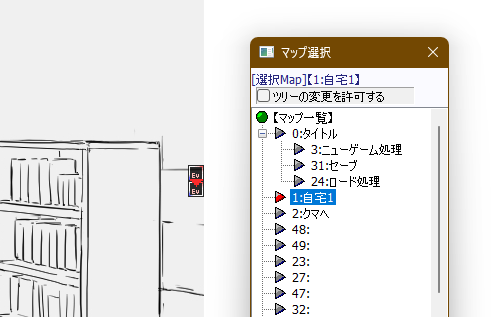 マップ選択
[選択Map]【1:自宅1】
ツリーの変更を許可する
【マップ一覧】
0:タイトル
3:ニューゲーム処理
31:セーブ
24:ロード処理
1:自宅1
2:クマへ
48:
49:
23:
27:
47:
32:
Ev
Ev